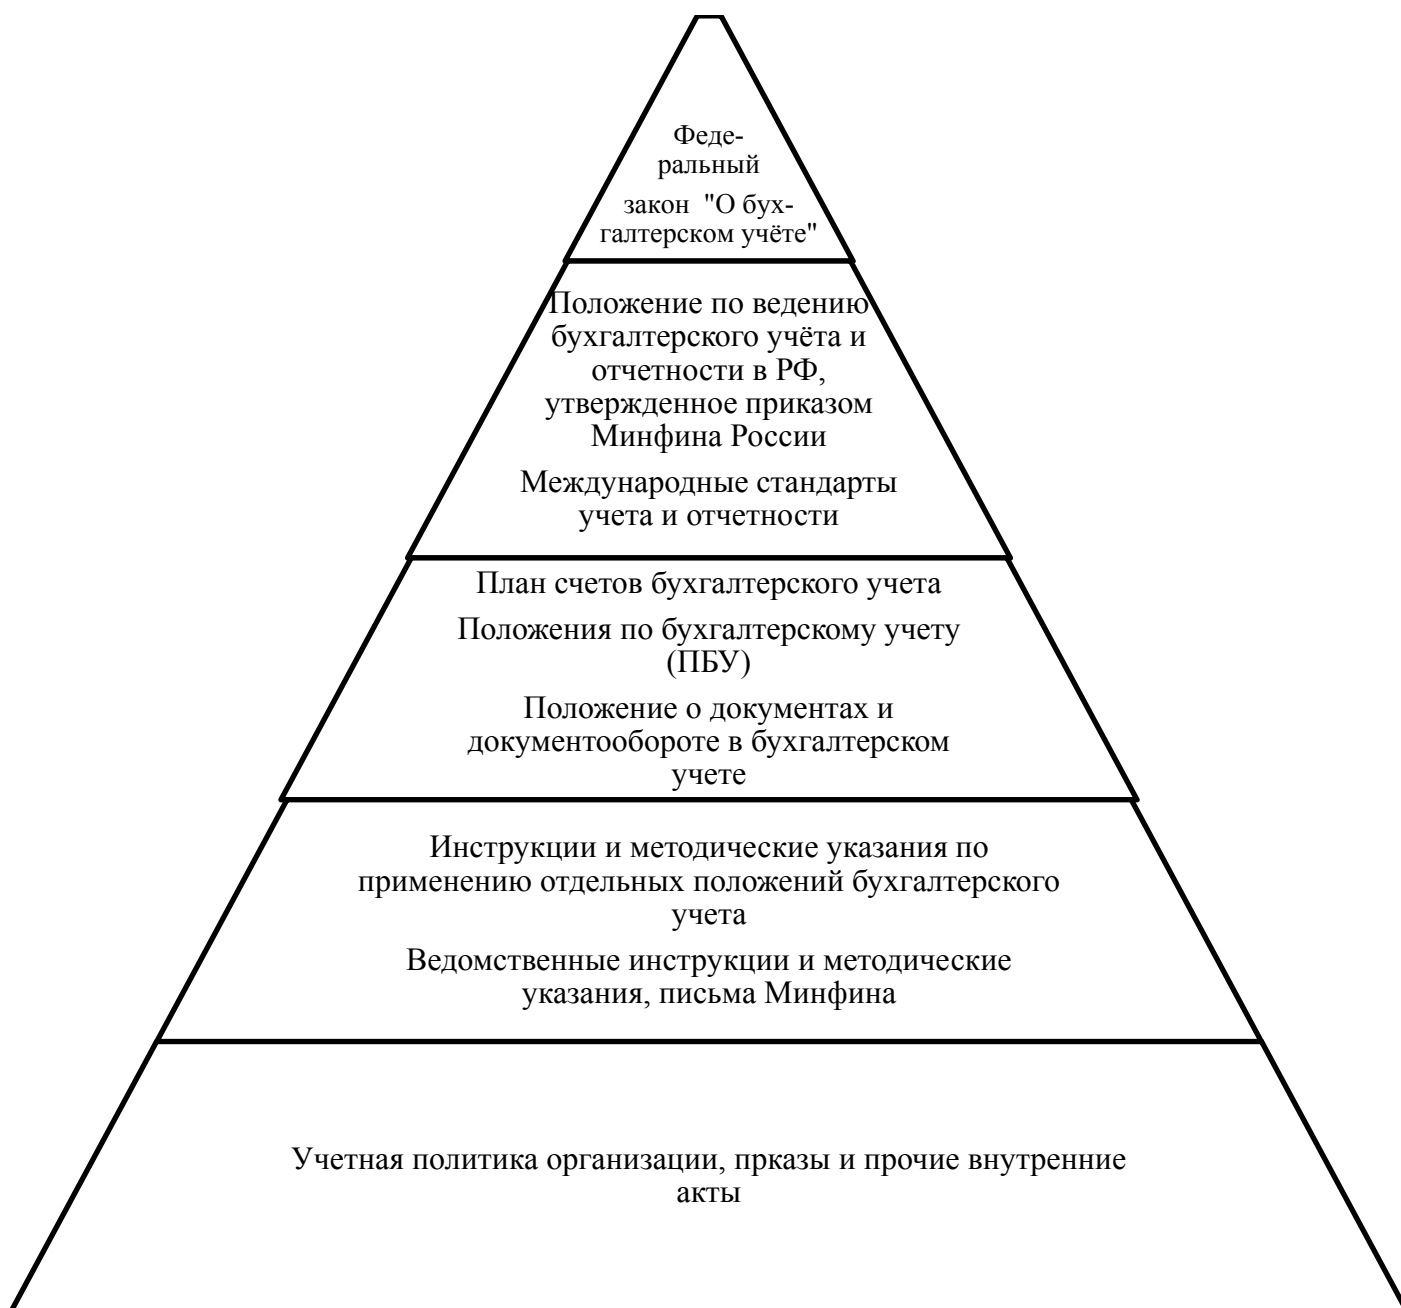 Феде-
ральный
закон "О бух-
галтерском учёте"
Положение по ведению
бухгалтерского учёта и
отчетности в РФ,
утвержденное приказом
Минфина России
Международные стандарты
учета и отчетности
План счетов бухгалтерского учета
Положения по бухгалтерскому учету
(ПБУ)
Положение о документах и
документообороте в бухгалтерском
учете
Инструкции и методические указания по
применению отдельных положений бухгалтерского
учета
Ведомственные инструкции и методические
указания, письма Минфина
Учетная политика организации, прказы и прочие внутренние
акты